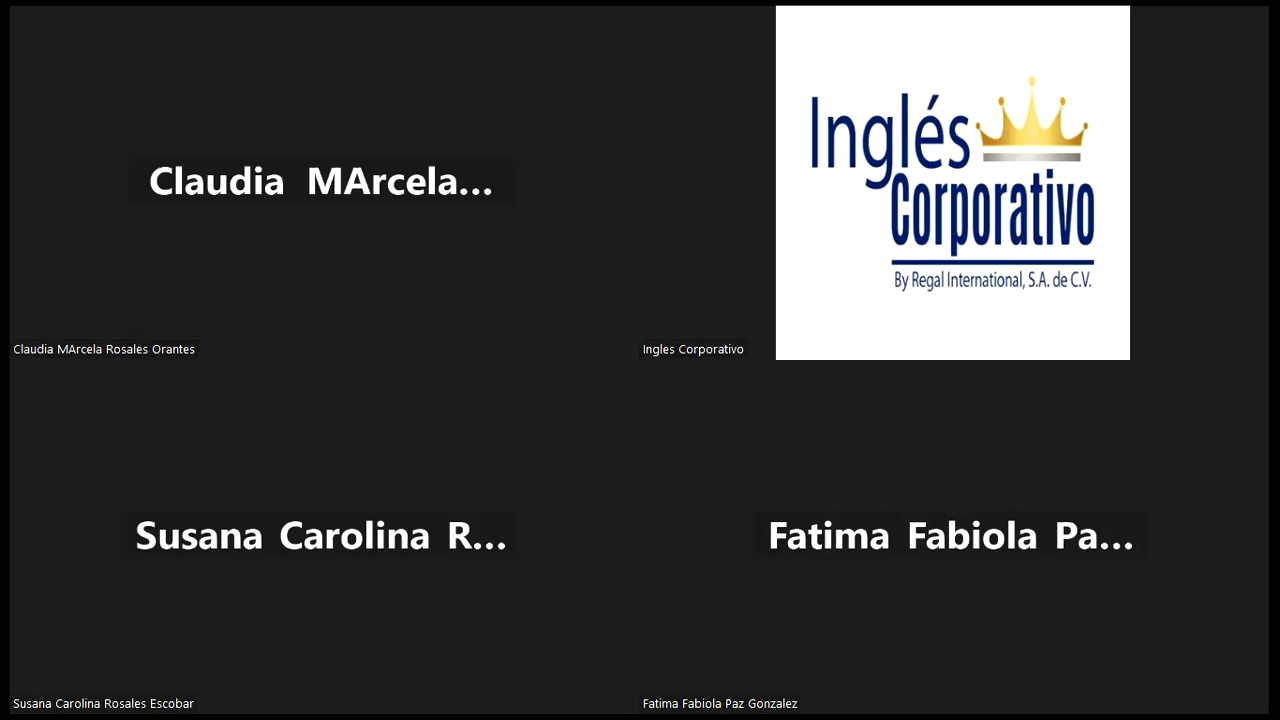 Claudia MArcela...
Claudia MArcela Rosales Orantes
Inglés
Corporativo
By Regal International, S.A. de C.V.
Ingles Corporativo
Susana Carolina R...
Susana Carolina Rosales Escobar
Fatima Fabiola Pa...
Fatima Fabiola Paz Gonzalez